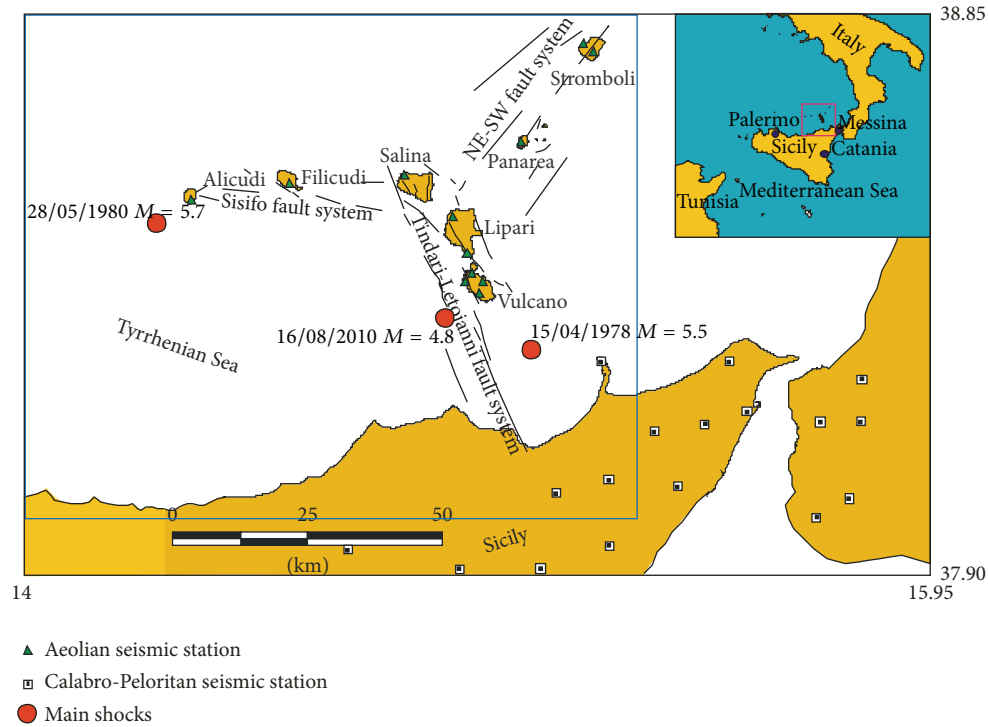 38.85
Italy
NE-SW fault system
Stromboli
Palermo
Messina
Sicily
Catania
Panarea
Salina
Alicudi
Filicudi
Mediterranean Sea
Tunisia
Sisifo fault system
28/05/1980 M = 5.7
Lipari
Tindari-Letojanni fault system
Vulcano
16/08/2010 M = 4.8
15/04/1978 M = 5.5
Tyrrhenian Sea
0 25 50
(km)
Sicily
37.90
14 15.95
Aeolian seismic station
Calabro-Peloritan seismic station
Main shocks